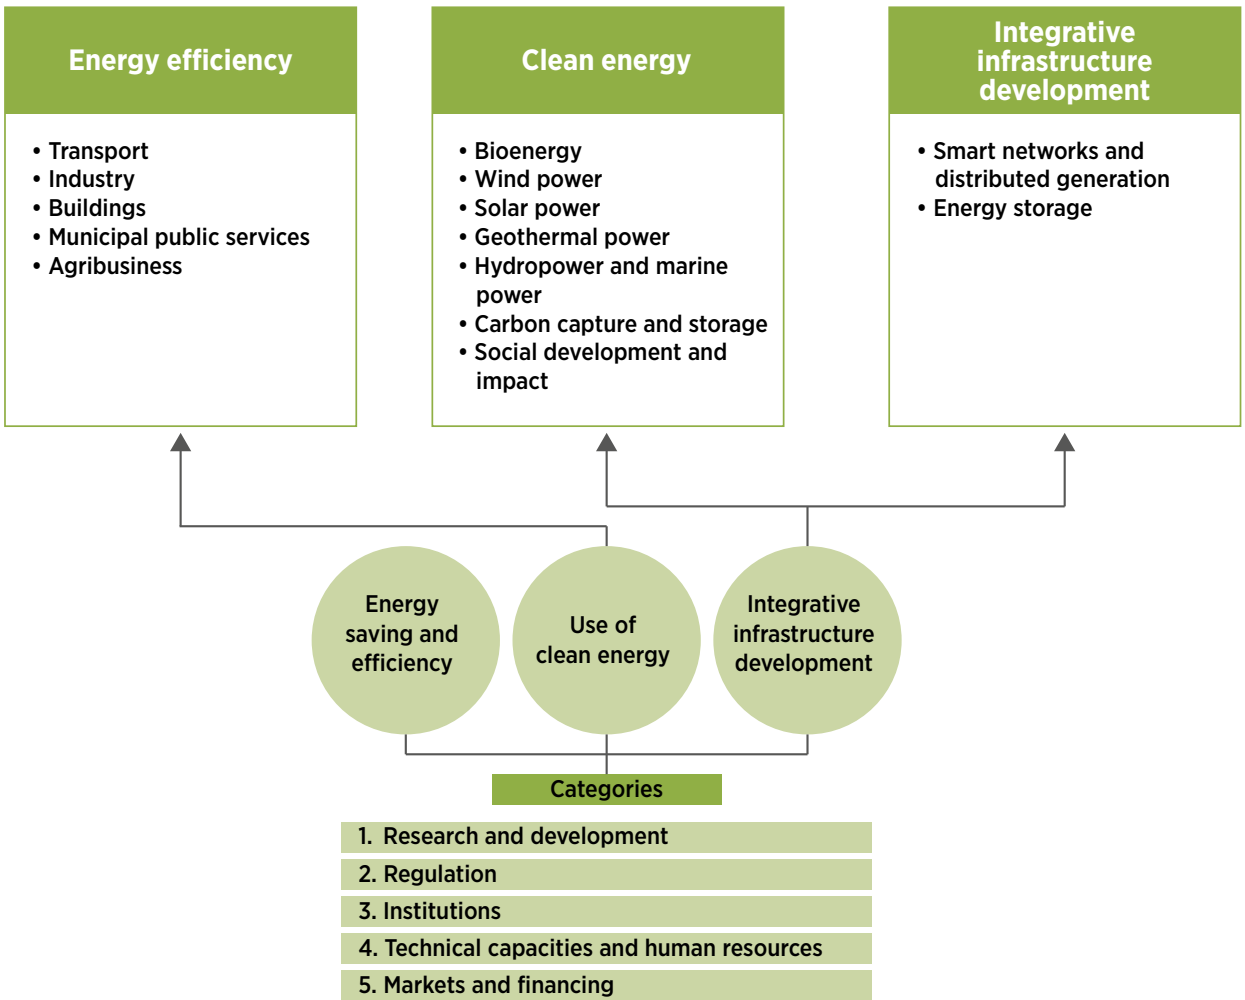 Energy efficiency
• Transport
• Industry
• Buildings
• Municipal public services
• Agribusiness
Clean energy
• Bioenergy
• Wind power
• Solar power
• Geothermal power
• Hydropower and marine
power
• Carbon capture and storage
• Social development and
impact
Integrative
infrastructure
development
• Smart networks and
distributed generation
• Energy storage
Energy
saving and
efficiency
Use of
clean energy
Integrative
infrastructure
development
Categories
1. Research and development
2. Regulation
3. Institutions
4. Technical capacities and human resources
5. Markets and financing